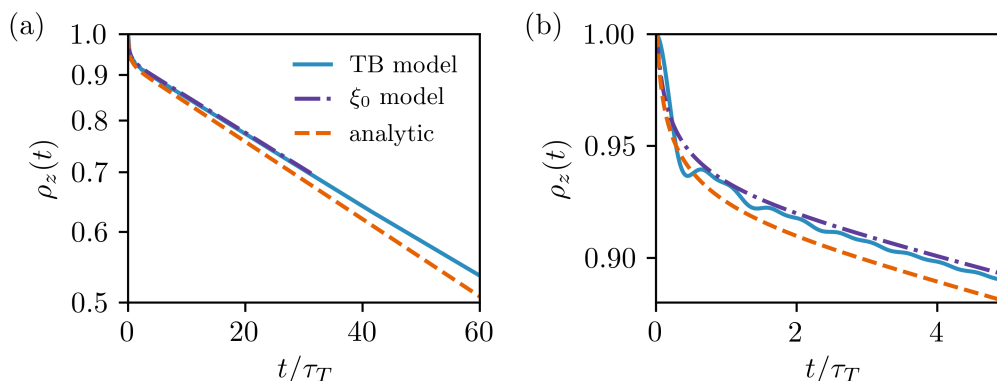 (a)
1.0
0.9
0.8
0.7
0.6
0.5
ρ_z(t)
TB model
ξ₀ model
analytic
0
20
40
60
t/τ_T
(b)
1.00
0.95
0.90
ρ_z(t)
0
2
4
t/τ_T